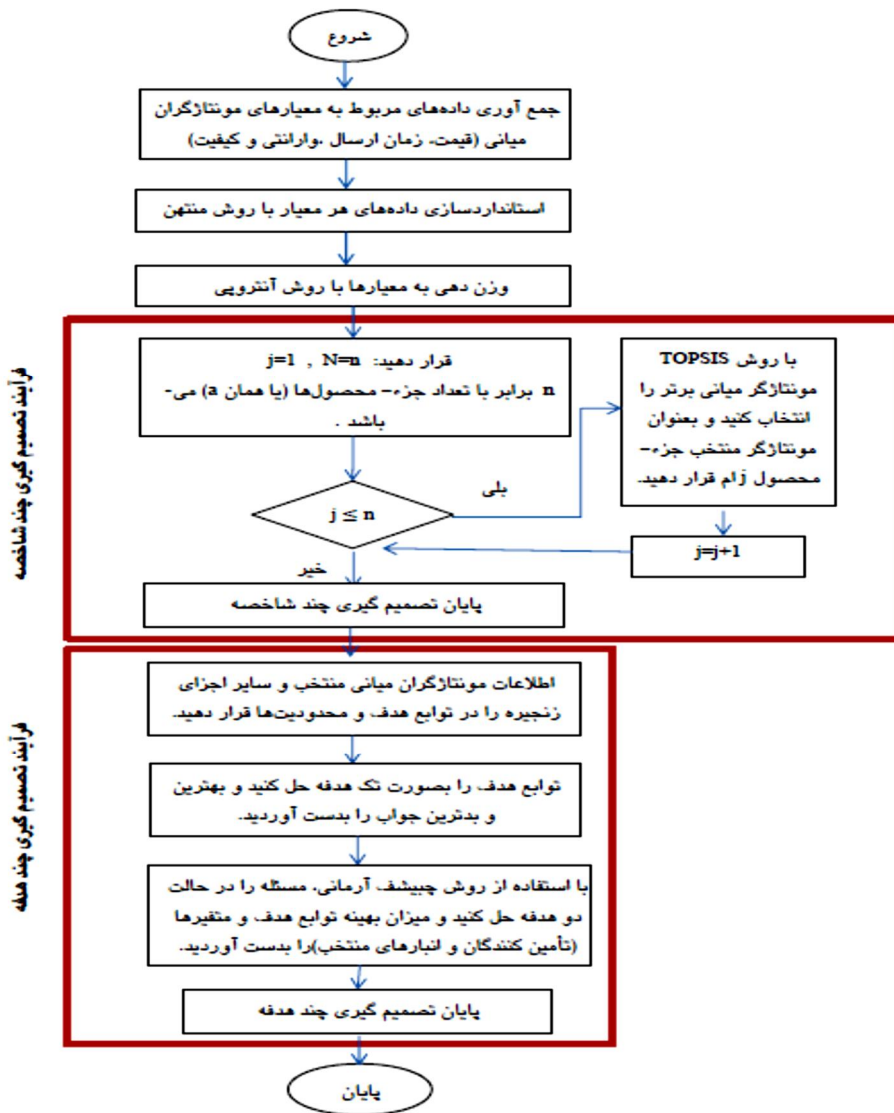 شروع
جمع آوری داده‌های مربوط به معیارهای مونتاژگران
میانی (قیمت، زمان ارسال ،وارانتی و کیفیت)
استانداردسازی داده‌های هر معیار با روش منتهن
وزن دهی به معیارها با روش آنتروپی
فرآیند تصمیم گیری چند شاخصه
قرار دهید: j=1 , N=n
n برابر با تعداد جزء- محصول‌ها (یا همان a) می-
باشد .
با روش TOPSIS
مونتاژگر میانی برتر را
انتخاب کنید و بعنوان
مونتاژگر منتخب جزء-
محصول j ام قرار دهید.
بلی
j ≤ n
j=j+1
خیر
پایان تصمیم گیری چند شاخصه
فرآیند تصمیم گیری چند هدفه
اطلاعات مونتاژگران میانی منتخب و سایر اجزای
زنجیره را در توابع هدف و محدودیت‌ها قرار دهید.
توابع هدف را بصورت تک هدفه حل کنید و بهترین
و بدترین جواب را بدست آوردید.
با استفاده از روش چبیشف آرمانی، مسئله را در حالت
دو هدفه حل کنید و میزان بهینه توابع هدف و متغیرها
(تأمین کنندگان و انبارهای منتخب)را بدست آوردید.
پایان تصمیم گیری چند هدفه
پایان